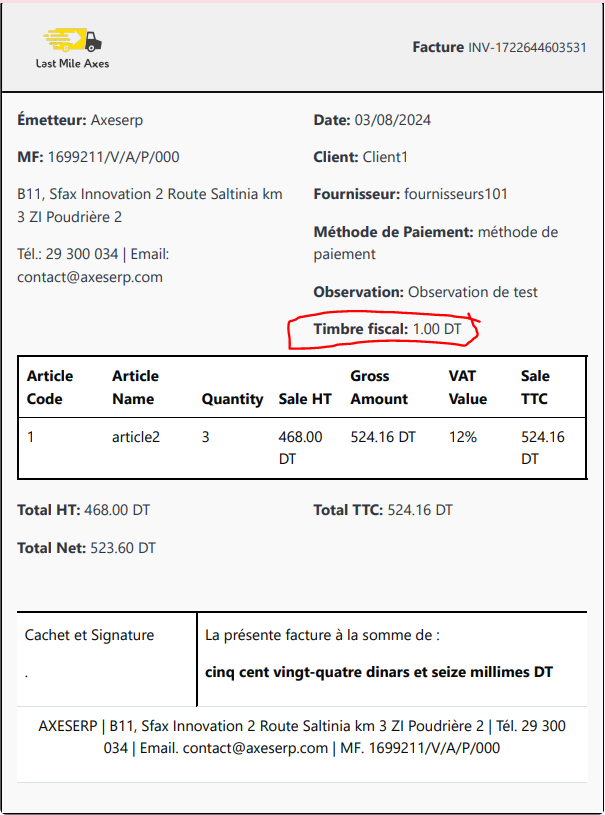 Last Mile Axes
Facture INV-1722644603531
Émetteur: Axeserp
MF: 1699211/V/A/P/000
B11, Sfax Innovation 2 Route Saltinia km
3 ZI Poudrière 2
Tél.: 29 300 034 | Email:
contact@axeserp.com
Date: 03/08/2024
Client: Client1
Fournisseur: fournisseurs101
Méthode de Paiement: méthode de
paiement
Observation: Observation de test
Timbre fiscal: 1.00 DT
Article Code Article Name Quantity Sale HT Gross Amount VAT Value Sale TTC
1 article2 3 468.00 DT 524.16 DT 12% 524.16 DT
Total HT: 468.00 DT
Total TTC: 524.16 DT
Total Net: 523.60 DT
Cachet et Signature
.
La présente facture à la somme de :
cinq cent vingt-quatre dinars et seize millimes DT
AXESERP | B11, Sfax Innovation 2 Route Saltinia km 3 ZI Poudrière 2 | Tél. 29 300
034 | Email. contact@axeserp.com | MF. 1699211/V/A/P/000